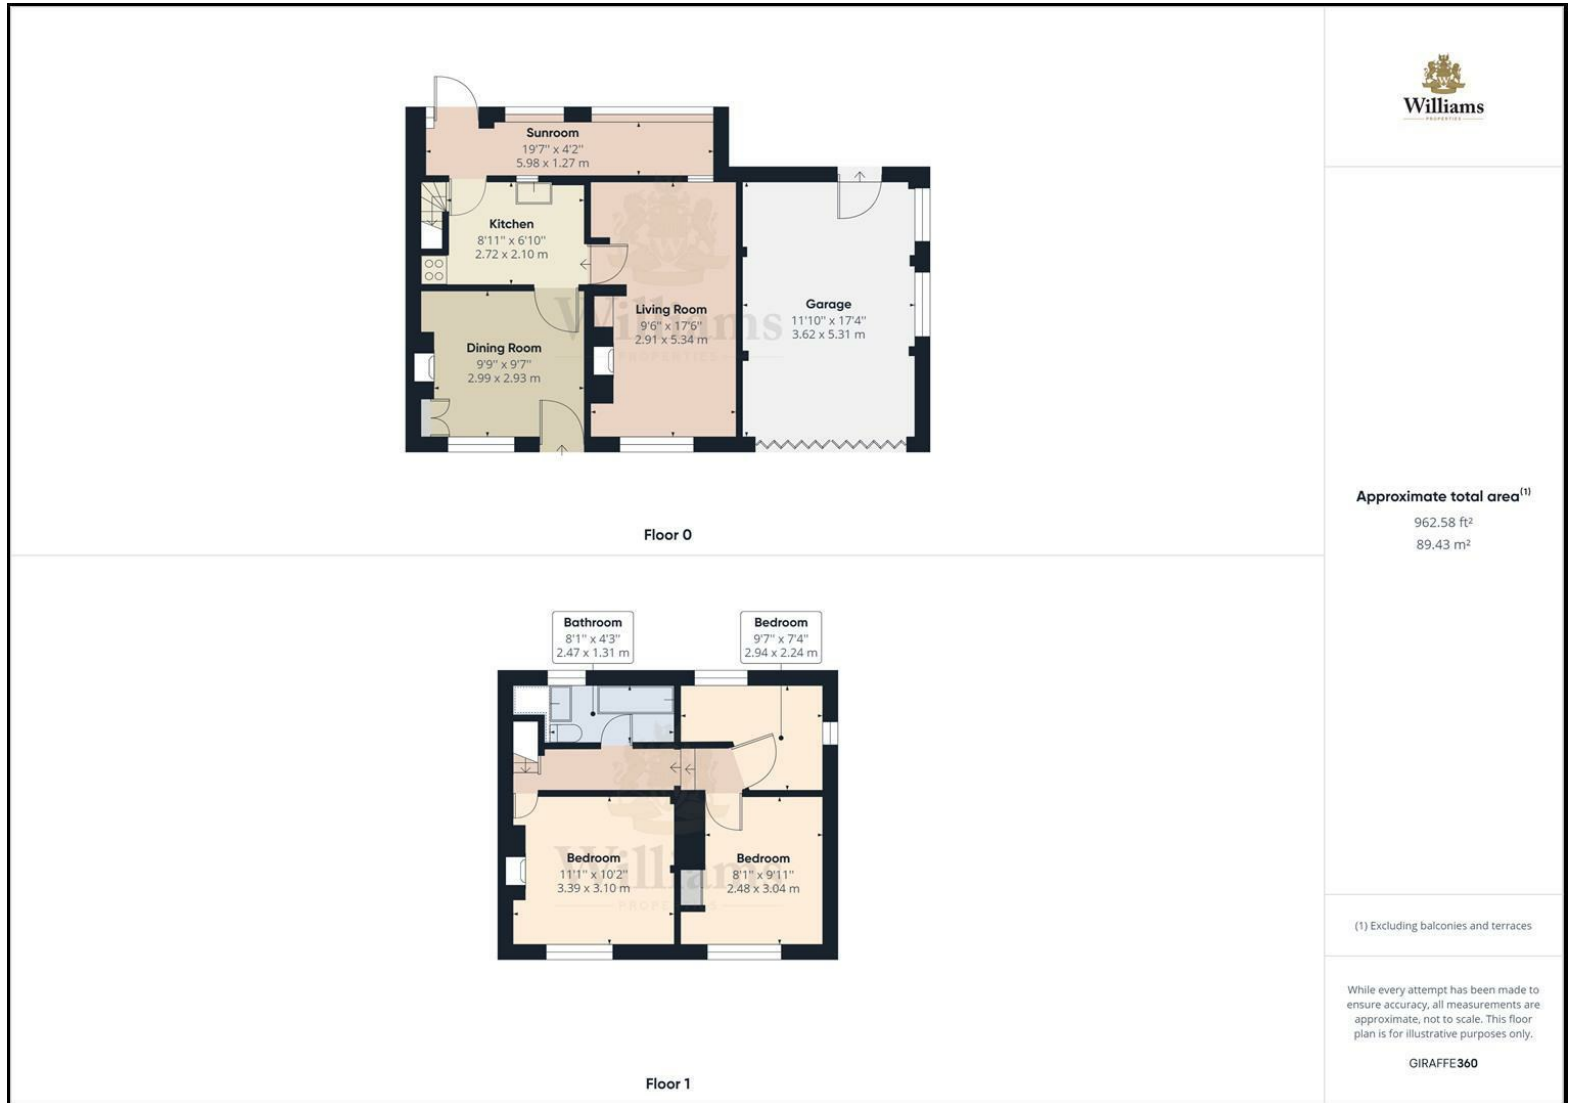 Sunroom
19'7" x 4'2"
5.98 x 1.27 m
Kitchen
8'11" x 6'10"
2.72 x 2.10 m
Living Room
9'6" x 17'6"
2.91 x 5.34 m
Garage
11'10" x 17'4"
3.62 x 5.31 m
Dining Room
9'9" x 9'7"
2.99 x 2.93 m
Williams
PROPERTIES
Floor 0
Bathroom
8'1" x 4'3"
2.47 x 1.31 m
Bedroom
9'7" x 7'4"
2.94 x 2.24 m
Bedroom
11'1" x 10'2"
3.39 x 3.10 m
Bedroom
8'1" x 9'11"
2.48 x 3.04 m
Williams
PROPERTIES
Floor 1
W
Williams
PROPERTIES
Approximate total area(1)
962.58 ft²
89.43 m²
(1) Excluding balconies and terraces
While every attempt has been made to
ensure accuracy, all measurements are
approximate, not to scale. This floor
plan is for illustrative purposes only.
GIRAFFE360